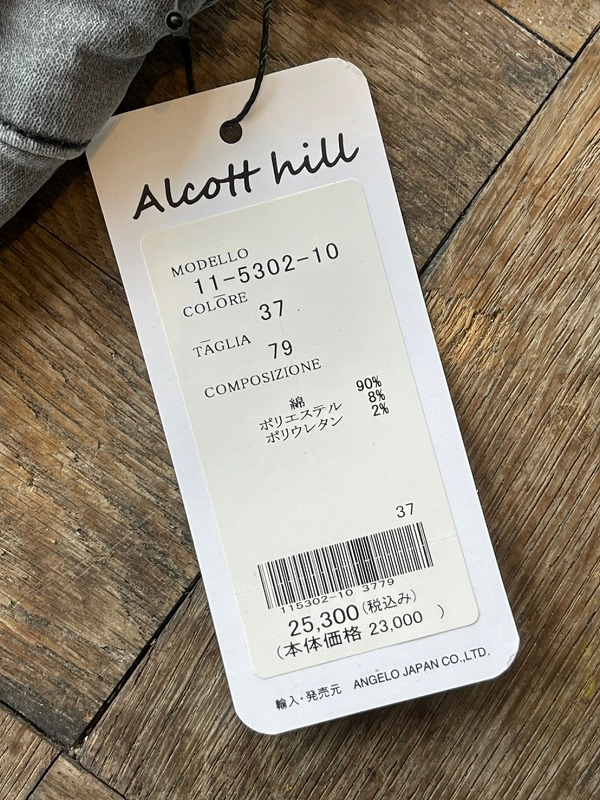 Alcott hill
MODELLO
11-5302-10
COLORE
37
TAGLIA
79
COMPOSIZIONE
綿 90%
ポリエステル 8%
ポリウレタン 2%
37
115302-10 3779
25,300(税込み)
(本体価格 23,000 )
輸入・発売元 ANGELO JAPAN CO.,LTD.